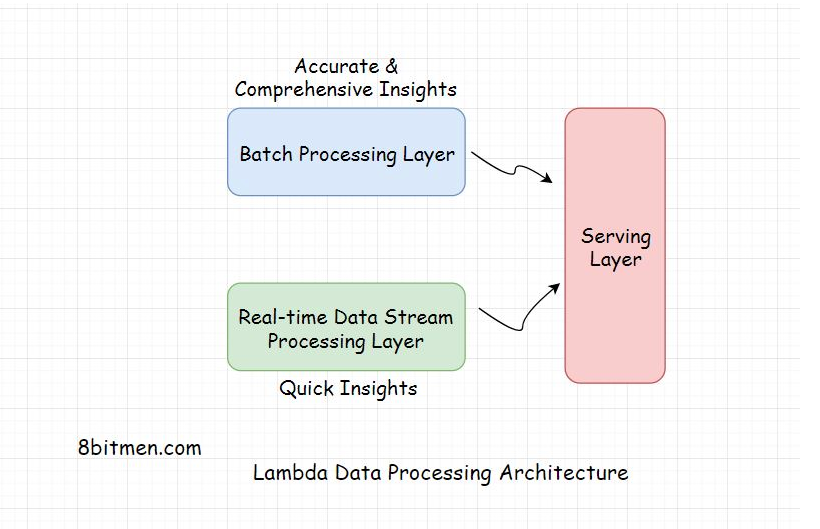 Accurate &
Comprehensive Insights
Batch Processing Layer
Serving
Layer
Real-time Data Stream
Processing Layer
Quick Insights
8bitmen.com
Lambda Data Processing Architecture